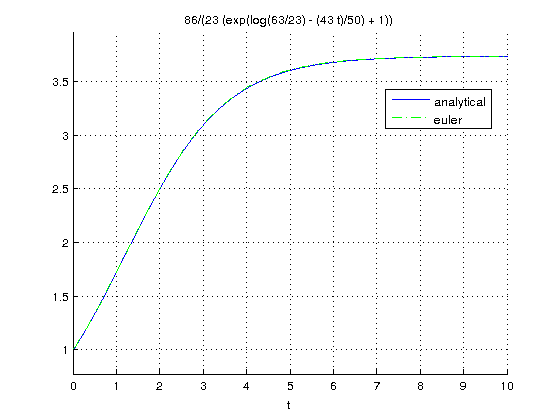 86/(23 (exp(log(63/23) - (43 t)/50) + 1))
3.5
3
2.5
2
1.5
1
analytical
euler
0 1 2 3 4 5 6 7 8 9 10
t